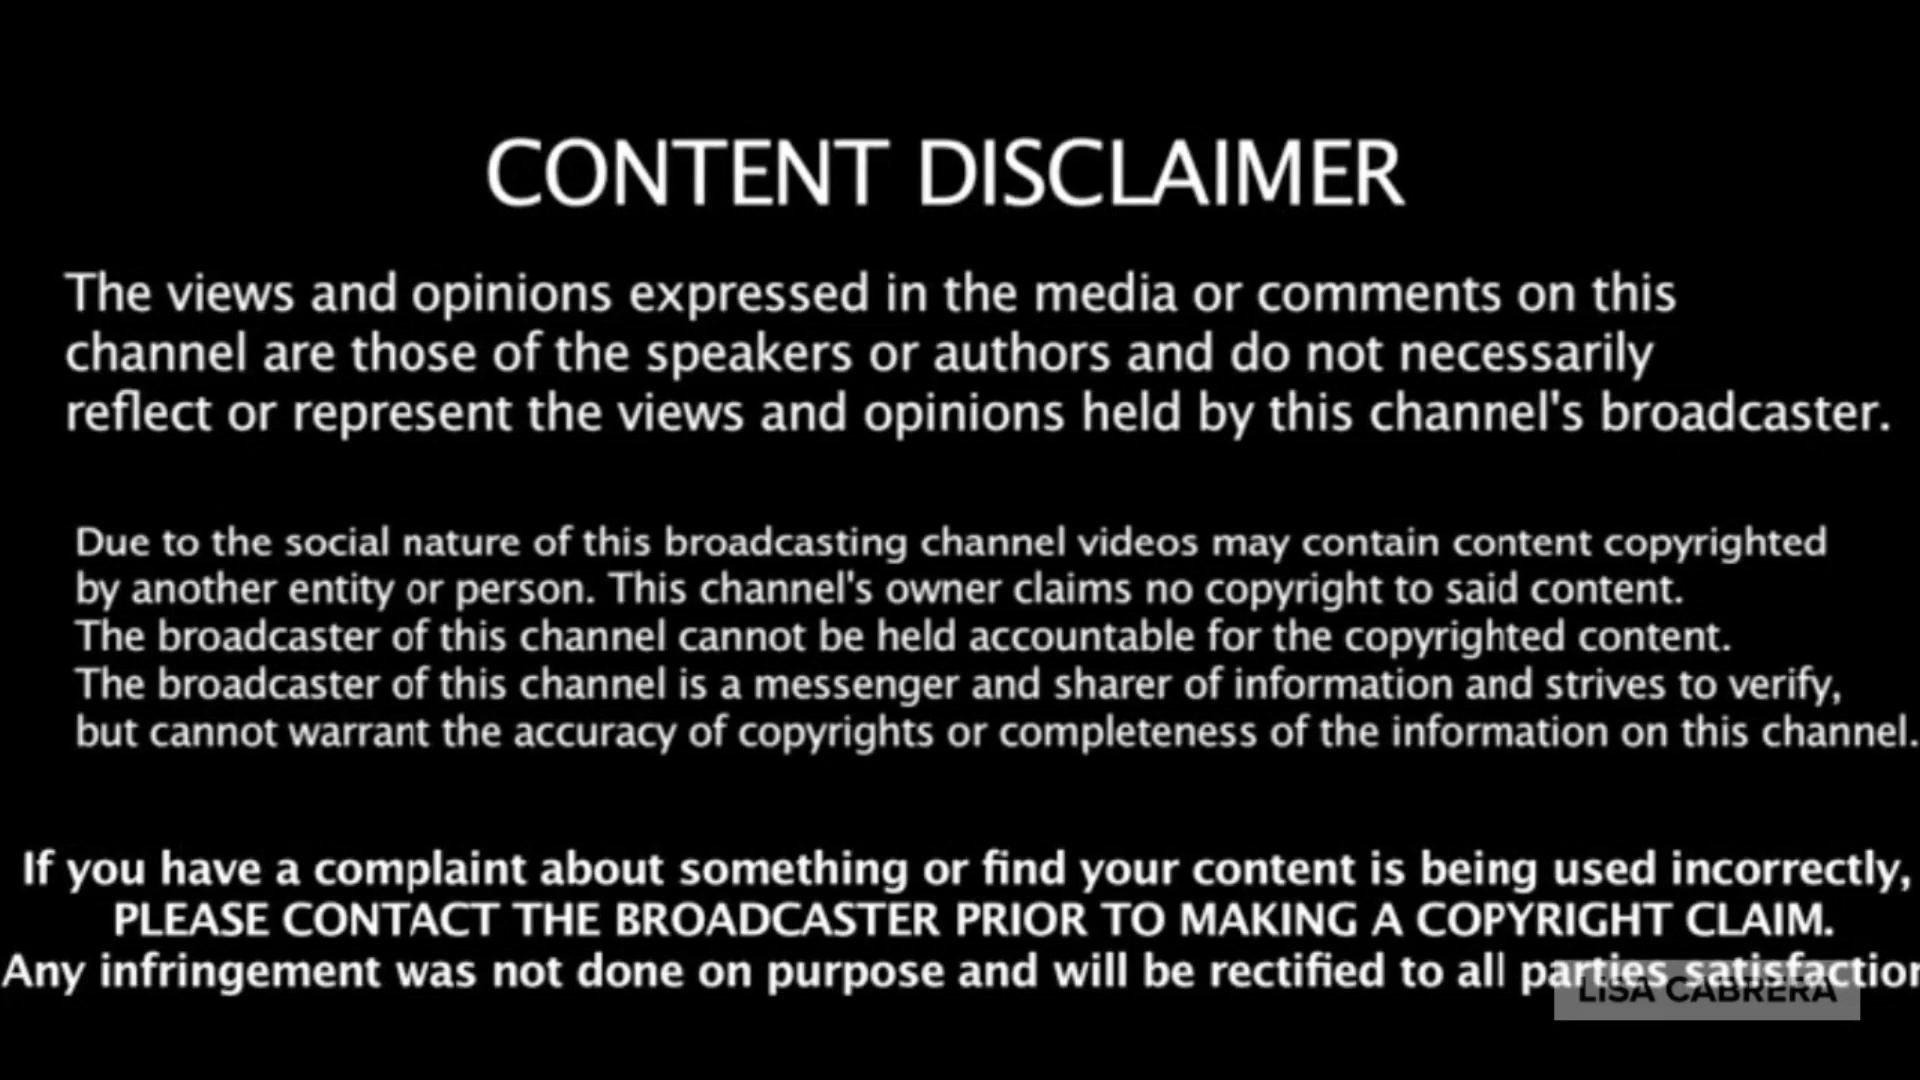 CONTENT DISCLAIMER
The views and opinions expressed in the media or comments on this
channel are those of the speakers or authors and do not necessarily
reflect or represent the views and opinions held by this channel's broadcaster.
Due to the social nature of this broadcasting channel videos may contain content copyrighted
by another entity or person. This channel's owner claims no copyright to said content.
The broadcaster of this channel cannot be held accountable for the copyrighted content.
The broadcaster of this channel is a messenger and sharer of information and strives to verify,
but cannot warrant the accuracy of copyrights or completeness of the information on this channel.
If you have a complaint about something or find your content is being used incorrectly,
PLEASE CONTACT THE BROADCASTER PRIOR TO MAKING A COPYRIGHT CLAIM.
Any infringement was not done on purpose and will be rectified to all parties satisfaction
LISA CABRERA